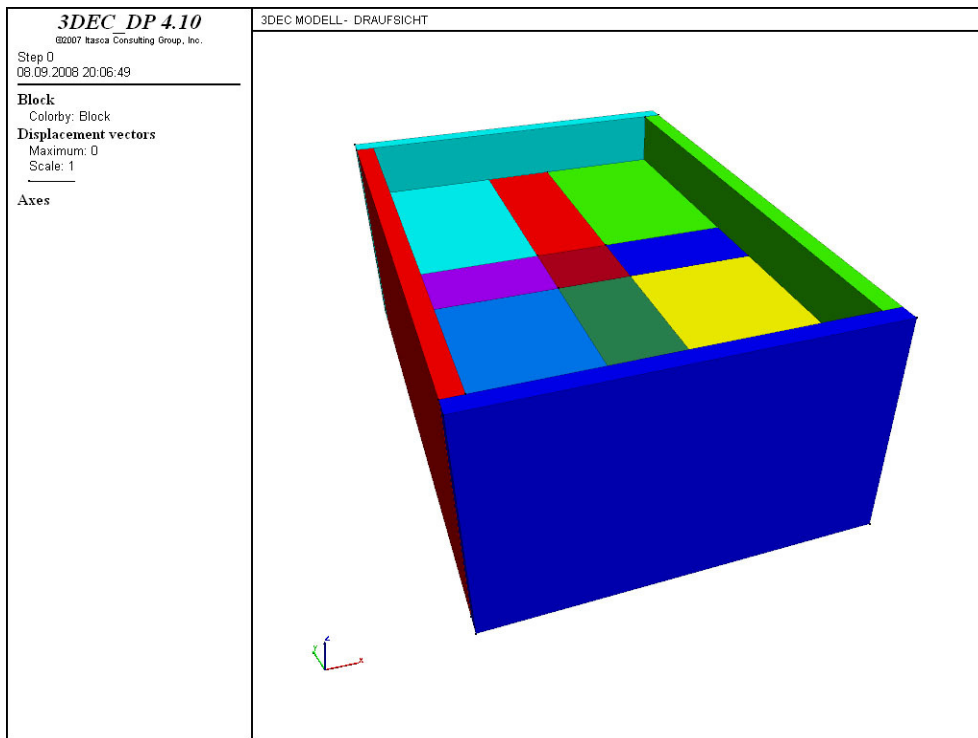 3DEC_DP 4.10
©2007 Itasca Consulting Group, Inc.
Step 0
08.09.2008 20:06:49
Block
Colorby: Block
Displacement vectors
Maximum: 0
Scale: 1
Axes
3DEC MODELL- DRAUFSICHT
Z
Y
X